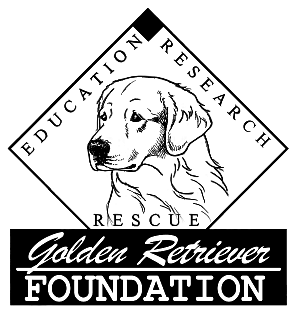 EDUCATION
RESEARCH
RESCUE
Golden Retriever
FOUNDATION